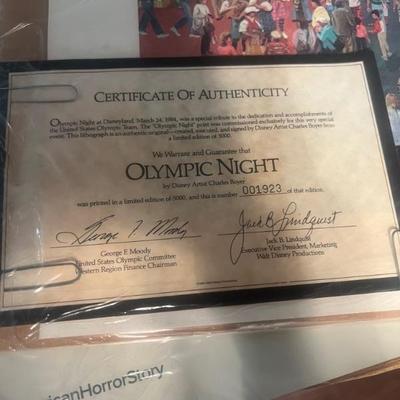 CERTIFICATE OF AUTHENTICITY
Olympic Night at Disneyland, March 24, 1984, was a special tribute to the dedication and accomplishments of
the United States Olympic Team. The "Olympic Night" print was commissioned exclusively for this very special
event. This lithograph is an authentic original—created, executed, and signed by Disney Artist Charles Boyer from
a limited edition of 5000.
We Warrant and Guarantee that
OLYMPIC NIGHT
by Disney Artist Charles Boyer
was printed in a limited edition of 5000, and this is number 001923 of that edition.
George F. Moody
Jack B. Lindquist
George F. Moody
United States Olympic Committee
Western Region Finance Chairman
Jack B. Lindquist
Executive Vice President, Marketing
Walt Disney Productions
icanHorrorStory